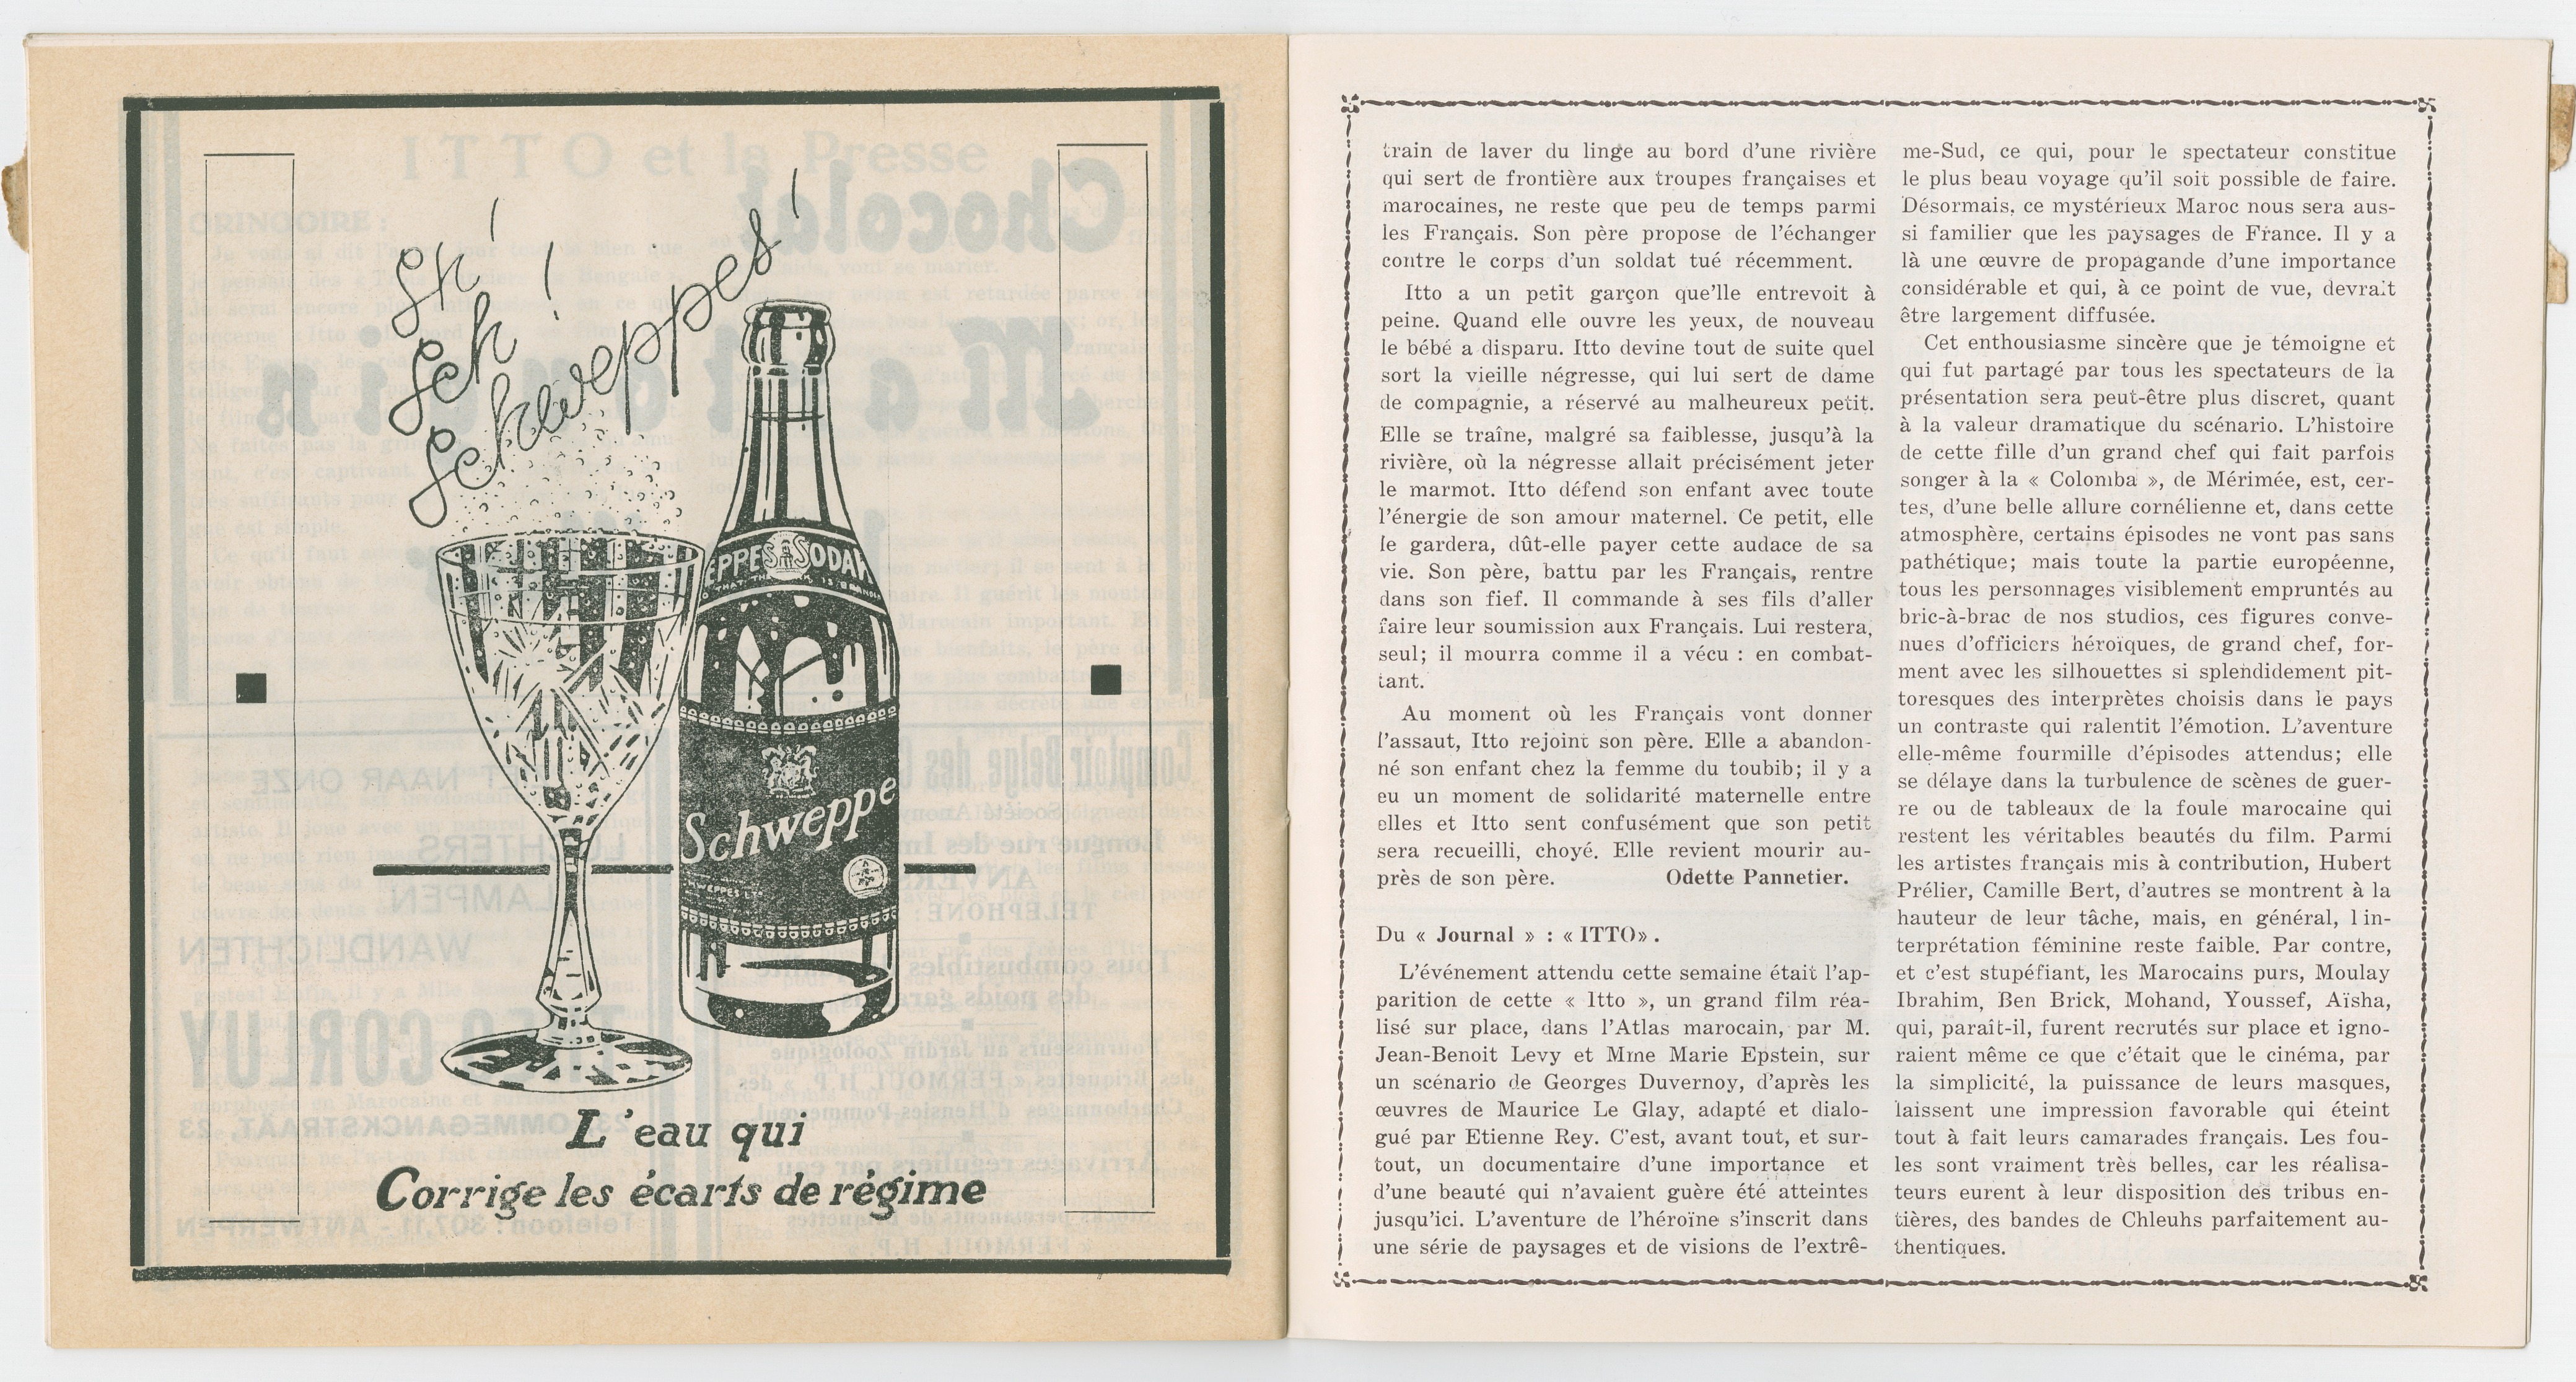 Sh !
Sch !
Schweppes !
EPPES SODA
Schweppe
SCHWEPPES LTD
L'eau qui
Corrige les écarts de régime
train de laver du linge au bord d'une rivière
qui sert de frontière aux troupes françaises et
marocaines, ne reste que peu de temps parmi
les Français. Son père propose de l'échanger
contre le corps d'un soldat tué récemment.
Itto a un petit garçon que'lle entrevoit à
peine. Quand elle ouvre les yeux, de nouveau
le bébé a disparu. Itto devine tout de suite quel
sort la vieille négresse, qui lui sert de dame
de compagnie, a réservé au malheureux petit.
Elle se traîne, malgré sa faiblesse, jusqu'à la
rivière, où la négresse allait précisément jeter
le marmot. Itto défend son enfant avec toute
l'énergie de son amour maternel. Ce petit, elle
le gardera, dût-elle payer cette audace de sa
vie. Son père, battu par les Français, rentre
dans son fief. Il commande à ses fils d'aller
faire leur soumission aux Français. Lui restera,
seul; il mourra comme il a vécu : en combat-
tant.
Au moment où les Français vont donner
l'assaut, Itto rejoint son père. Elle a abandon-
né son enfant chez la femme du toubib; il y a
eu un moment de solidarité maternelle entre
elles et Itto sent confusément que son petit
sera recueilli, choyé. Elle revient mourir au-
près de son père. Odette Pannetier.
Du « Journal » : « ITTO» .
L'événement attendu cette semaine était l'ap-
parition de cette « Itto », un grand film réa-
lisé sur place, dans l'Atlas marocain, par M.
Jean-Benoit Levy et Mme Marie Epstein, sur
un scénario de Georges Duvernoy, d'après les
œuvres de Maurice Le Glay, adapté et dialo-
gué par Etienne Rey. C'est, avant tout, et sur-
tout, un documentaire d'une importance et
d'une beauté qui n'avaient guère été atteintes
jusqu'ici. L'aventure de l'héroïne s'inscrit dans
une série de paysages et de visions de l'extrê-
me-Sud, ce qui, pour le spectateur constitue
le plus beau voyage qu'il soit possible de faire.
Désormais, ce mystérieux Maroc nous sera aus-
si familier que les paysages de France. Il y a
là une œuvre de propagande d'une importance
considérable et qui, à ce point de vue, devrait
être largement diffusée.
Cet enthousiasme sincère que je témoigne et
qui fut partagé par tous les spectateurs de la
présentation sera peut-être plus discret, quant
à la valeur dramatique du scénario. L'histoire
de cette fille d'un grand chef qui fait parfois
songer à la « Colomba », de Mérimée, est, cer-
tes, d'une belle allure cornélienne et, dans cette
atmosphère, certains épisodes ne vont pas sans
pathétique; mais toute la partie européenne,
tous les personnages visiblement empruntés au
bric-à-brac de nos studios, ces figures conve-
nues d'officiers héroïques, de grand chef, for-
ment avec les silhouettes si splendidement pit-
toresques des interprètes choisis dans le pays
un contraste qui ralentit l'émotion. L'aventure
elle-même fourmille d'épisodes attendus; elle
se délaye dans la turbulence de scènes de guer-
re ou de tableaux de la foule marocaine qui
restent les véritables beautés du film. Parmi
les artistes français mis à contribution, Hubert
Prélier, Camille Bert, d'autres se montrent à la
hauteur de leur tâche, mais, en général, l in-
terprétation féminine reste faible. Par contre,
et c'est stupéfiant, les Marocains purs, Moulay
Ibrahim, Ben Brick, Mohand, Youssef, Aïsha,
qui, paraît-il, furent recrutés sur place et igno-
raient même ce que c'était que le cinéma, par
la simplicité, la puissance de leurs masques,
laissent une impression favorable qui éteint
tout à fait leurs camarades français. Les fou-
les sont vraiment très belles, car les réalisa-
teurs eurent à leur disposition des tribus en-
tières, des bandes de Chleuhs parfaitement au-
thentiques.